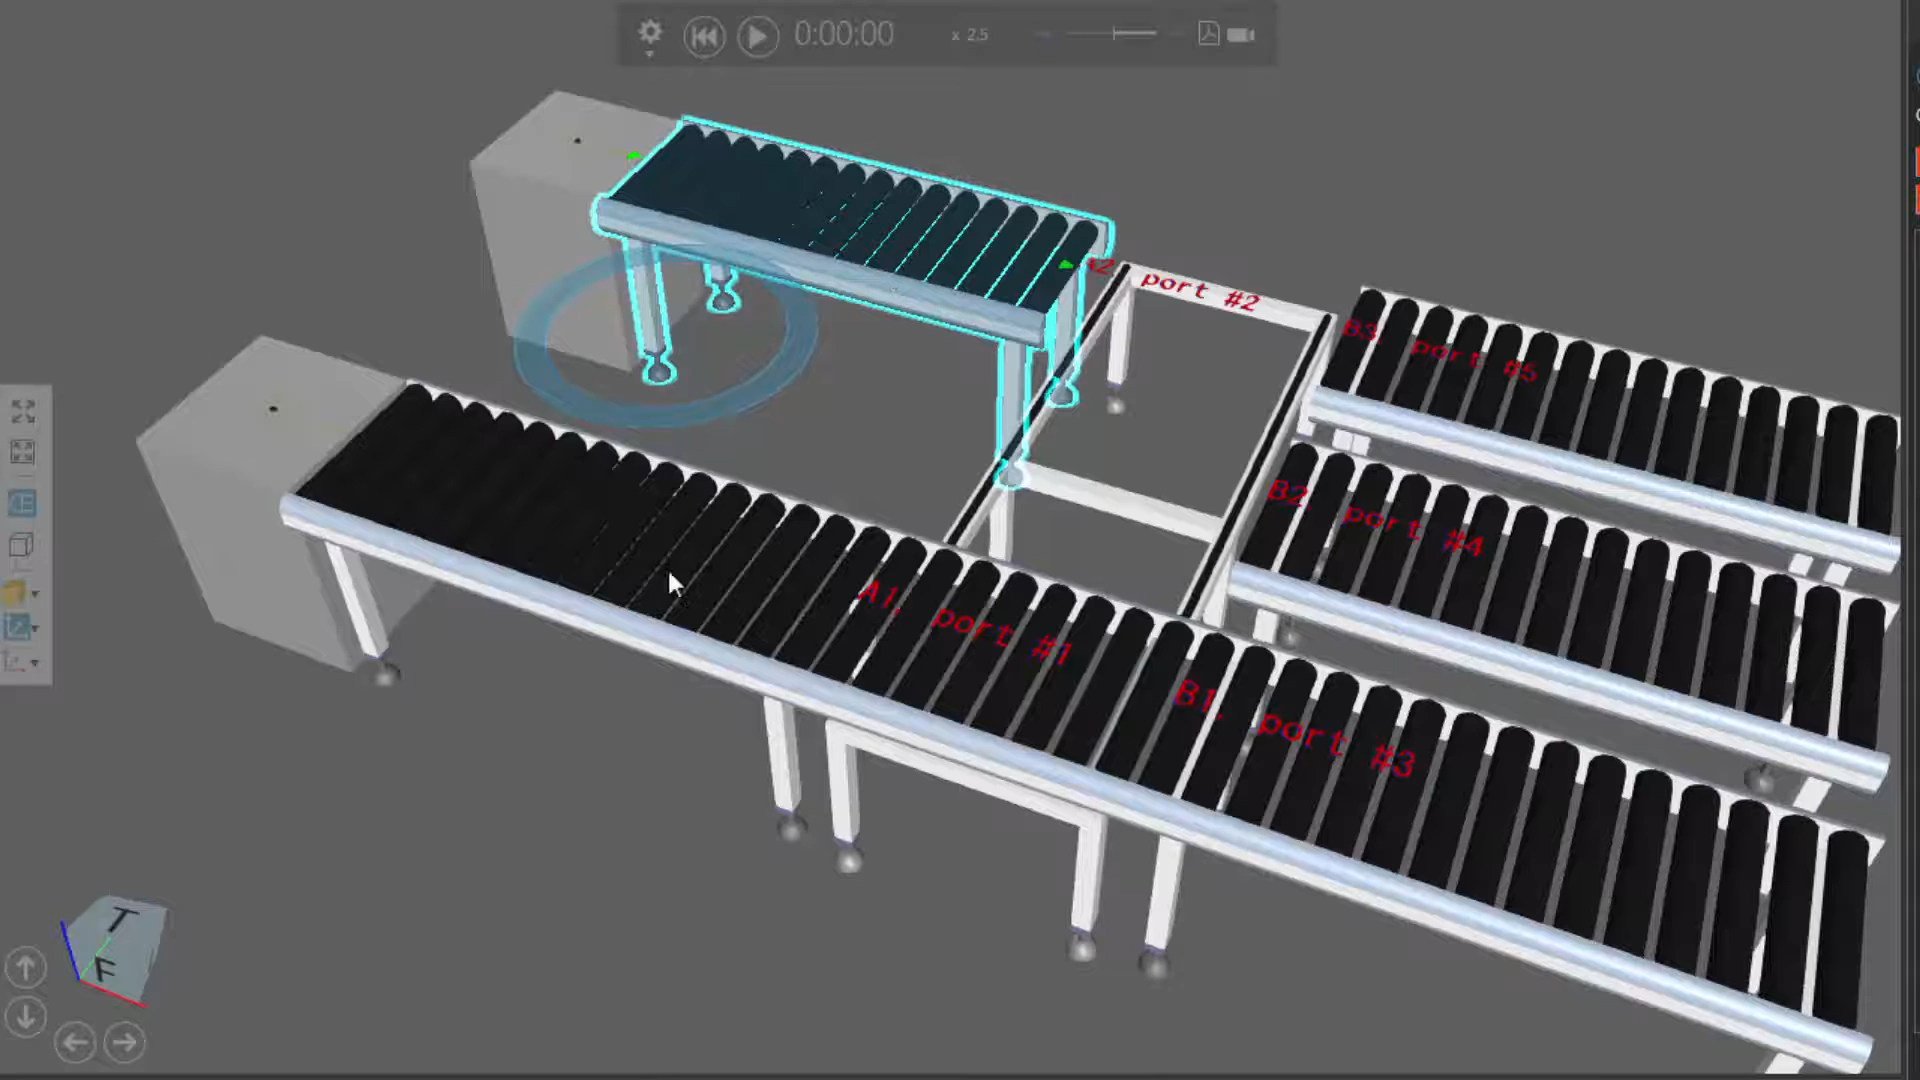 0:00:00
x 2.5
port #2
B3, port #5
B2, port #4
A1, port #1
B1, port #3
T
F